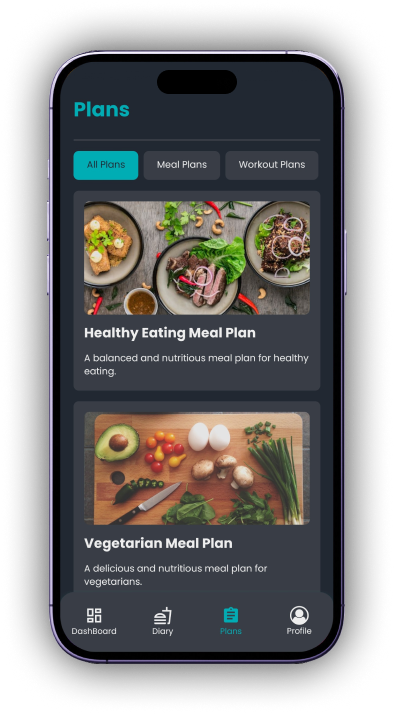 Plans
All Plans
Meal Plans
Workout Plans
Healthy Eating Meal Plan
A balanced and nutritious meal plan for healthy
eating.
Vegetarian Meal Plan
A delicious and nutritious meal plan for
vegetarians.
DashBoard
Diary
Plans
Profile